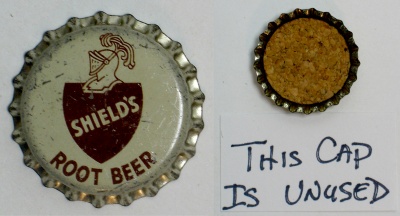 SHIELD'S
ROOT BEER
THIS CAP
IS UNUSED